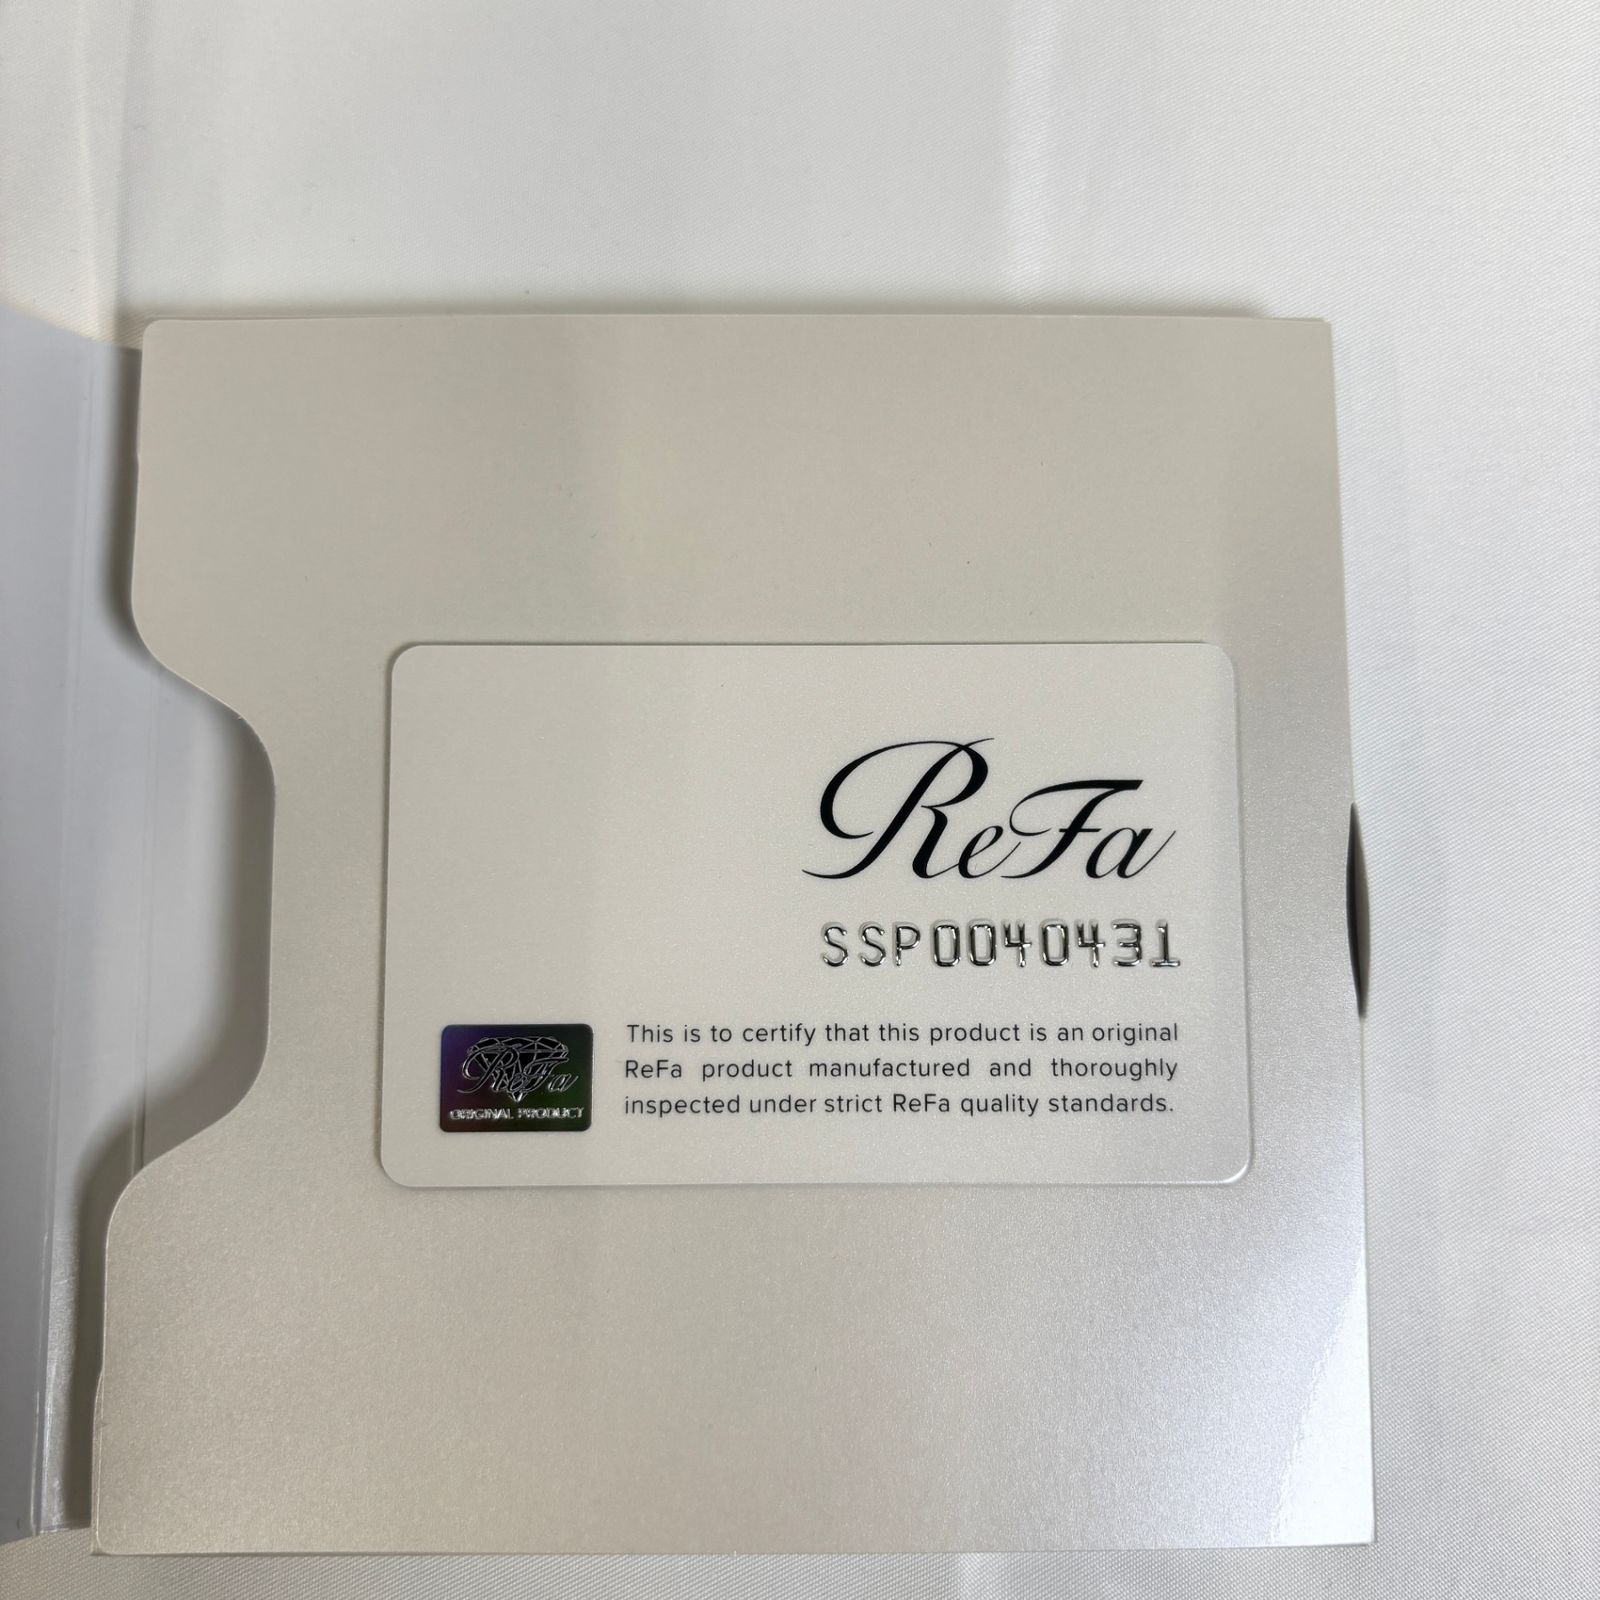 ReFa
SSP0040431
ReFa
ORIGINAL PRODUCT
This is to certify that this product is an original
ReFa product manufactured and thoroughly
inspected under strict ReFa quality standards.